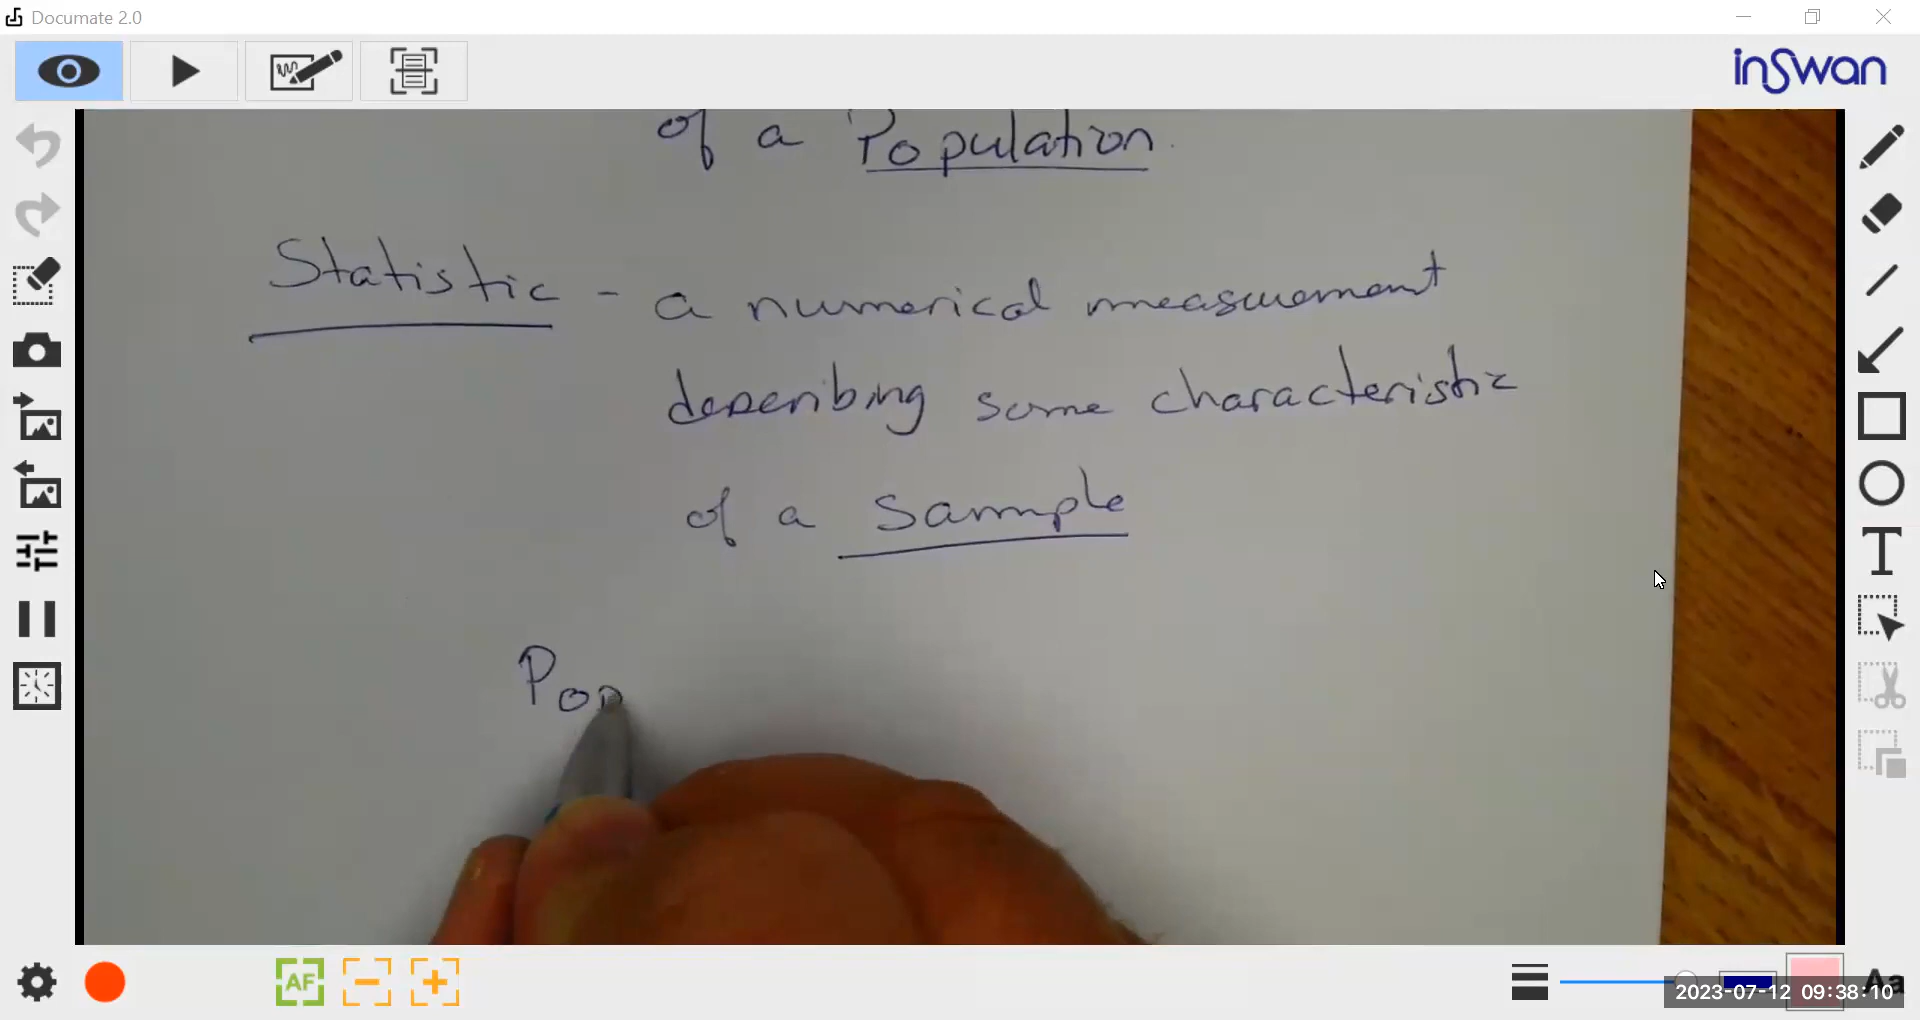 Documate 2.0
inSwan
of a Population.
Statistic - a numerical measurement
describing some characteristic
of a sample
Pop
AF
T
Aa
2023-07-12 09:38:10